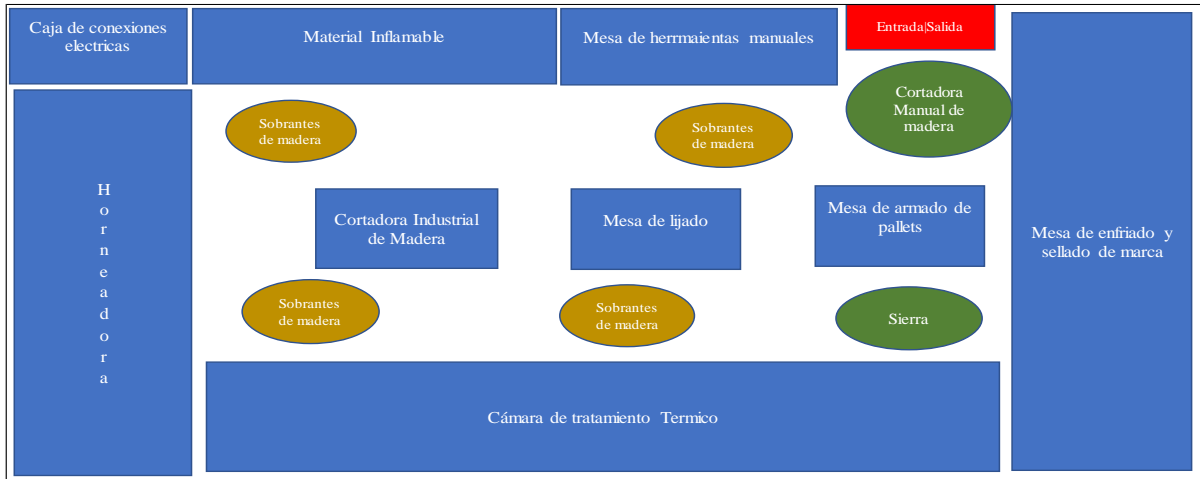 Caja de conexiones
electricas
Material Inflamable
Mesa de herrmaientas manuales
Entrada|Salida
Cortadora
Manual de
madera
Sobrantes
de madera
Sobrantes
de madera
H
o
r
n
e
a
d
o
r
a
Cortadora Industrial
de Madera
Mesa de lijado
Mesa de armado de
pallets
Mesa de enfriado y
sellado de marca
Sobrantes
de madera
Sobrantes
de madera
Sierra
Cámara de tratamiento Termico